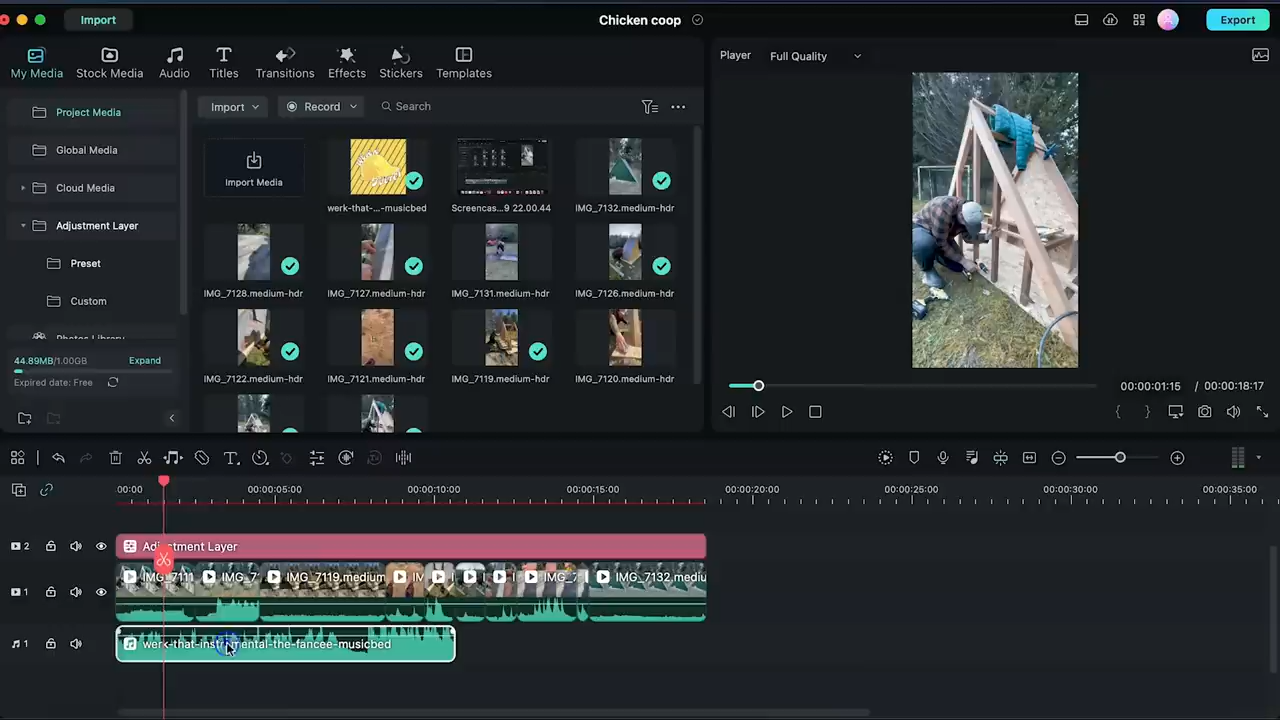 Import
Chicken coop
Export
My Media
Stock Media
Audio
Titles
Transitions
Effects
Stickers
Templates
Player
Full Quality
Project Media
Global Media
Cloud Media
Adjustment Layer
Preset
Custom
44.89MB/1.00GB
Expand
Expired date: Free
Import
Record
Search
Import Media
werk-that-...-musicbed
Screencas...9 22.00.44
IMG_7132.medium-hdr
IMG_7128.medium-hdr
IMG_7127.medium-hdr
IMG_7131.medium-hdr
IMG_7126.medium-hdr
IMG_7122.medium-hdr
IMG_7121.medium-hdr
IMG_7119.medium-hdr
IMG_7120.medium-hdr
00:00:01:15 / 00:00:18:17
00:00
00:00:05:00
00:00:10:00
00:00:15:00
00:00:20:00
00:00:25:00
00:00:30:00
00:00:35:00
2
Adjustment Layer
1
IMG_7
IMG_7119.medium
IM
IMG_7132.mediu
1
werk-that-instrumental-the-fancee-musicbed